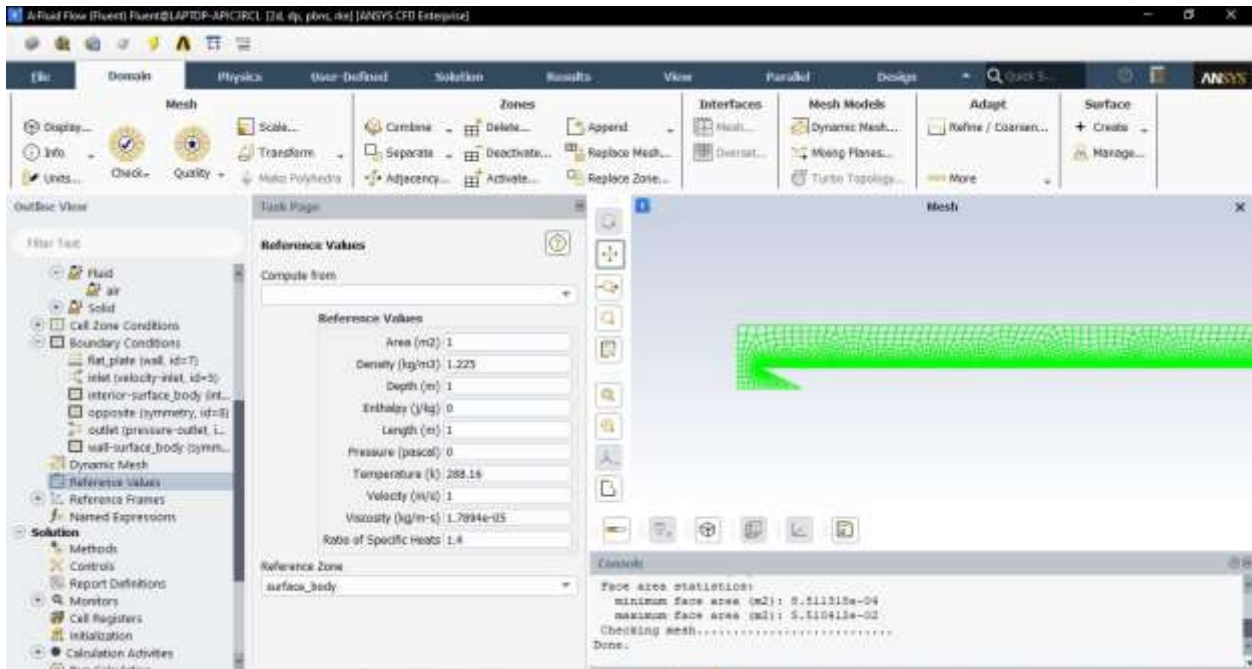 A:Fluid Flow (Fluent) Fluent@LAPTOP-APIC3RCL [2d, dp, pbns, rke] [ANSYS CFD Enterprise]
File Domain Physics User-Defined Solution Results View Parallel Design Quick S... ANSYS
Mesh Zones Interfaces Mesh Models Adapt Surface
Display... Scale... Combine Delete... Append Mesh... Dynamic Mesh... Refine / Coarsen... + Create
Info Transform Separate Deactivate... Replace Mesh... Overset... Mixing Planes... Manage...
Units... Check Quality Make Polyhedra Adjacency... Activate... Replace Zone... Turbo Topology... More
Outline View
Filter Text
Fluid
air
Solid
Cell Zone Conditions
Boundary Conditions
flat_plate (wall, id=7)
inlet (velocity-inlet, id=5)
interior-surface_body (int...
opposite (symmetry, id=8)
outlet (pressure-outlet, i...
wall-surface_body (symm...
Dynamic Mesh
Reference Values
Reference Frames
Named Expressions
Solution
Methods
Controls
Report Definitions
Monitors
Cell Registers
Initialization
Calculation Activities
Run Calculation
Task Page
Reference Values
Compute from
Reference Values
Area (m2) 1
Density (kg/m3) 1.225
Depth (m) 1
Enthalpy (j/kg) 0
Length (m) 1
Pressure (pascal) 0
Temperature (k) 288.16
Velocity (m/s) 1
Viscosity (kg/m-s) 1.7894e-05
Ratio of Specific Heats 1.4
Reference Zone
surface_body
Mesh
Console
Face area statistics:
minimum face area (m2):
maximum face area (m2):
Checking mesh............................
Done.